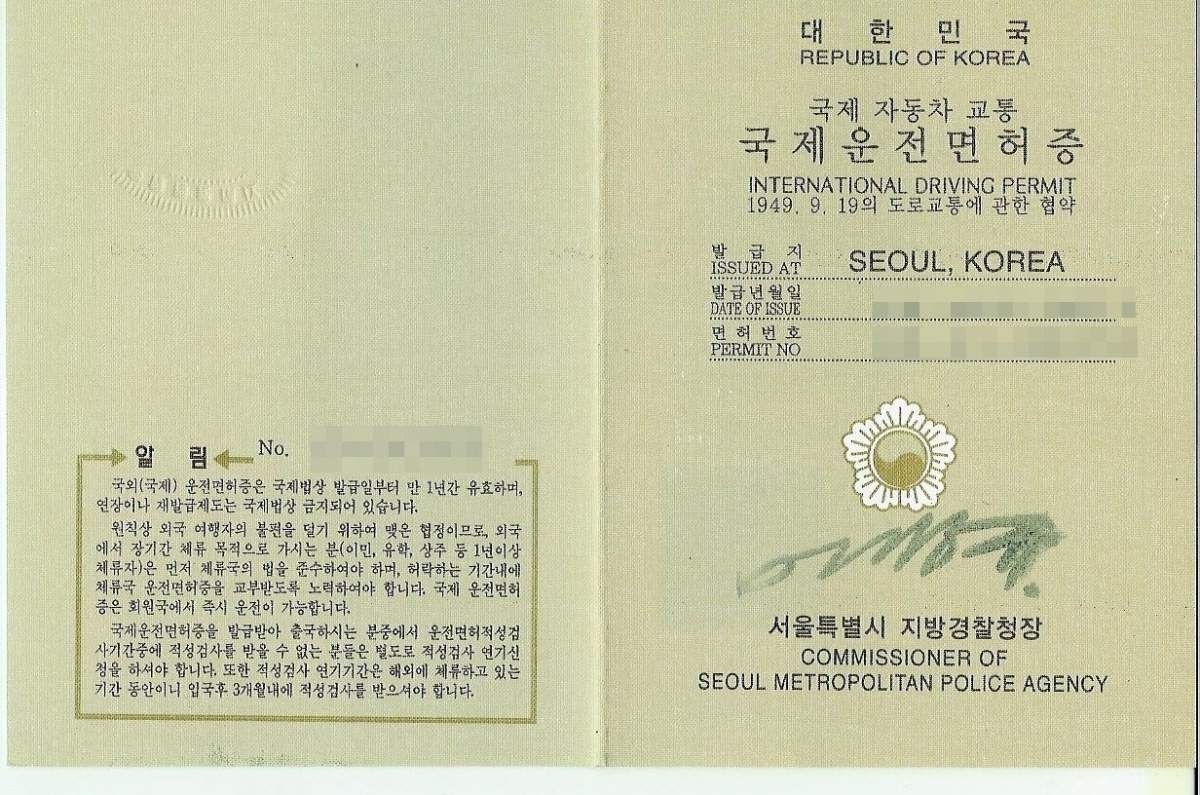 알 림 No.
국외(국제) 운전면허증은 국제법상 발급일부터 만 1년간 유효하며,
연장이나 재발급제도는 국제법상 금지되어 있습니다.
원칙상 외국 여행자의 불편을 덜기 위하여 맺은 협정이므로, 외국
에서 장기간 체류 목적으로 가시는 분(이민, 유학, 상주 등 1년이상
체류자)은 먼저 체류국의 법을 준수하여야 하며, 허락하는 기간내에
체류국 운전면허증을 교부받도록 노력하여야 합니다. 국제 운전면허
증은 회원국에서 즉시 운전이 가능합니다.
국제운전면허증을 발급받아 출국하시는 분중에서 운전면허적성검
사기간중에 적성검사를 받을 수 없는 분들은 별도로 적성검사 연기신
청을 하셔야 합니다. 또한 적성검사 연기기간은 해외에 체류하고 있는
기간 동안이니 입국후 3개월내에 적성검사를 받으셔야 합니다.
대 한 민 국
REPUBLIC OF KOREA
국제 자동차 교통
국제운전면허증
INTERNATIONAL DRIVING PERMIT
1949. 9. 19의 도로교통에 관한 협약
발 급 지
ISSUED AT SEOUL, KOREA
발급년월일
DATE OF ISSUE
면 허 번 호
PERMIT NO
서울특별시 지방경찰청장
COMMISSIONER OF
SEOUL METROPOLITAN POLICE AGENCY